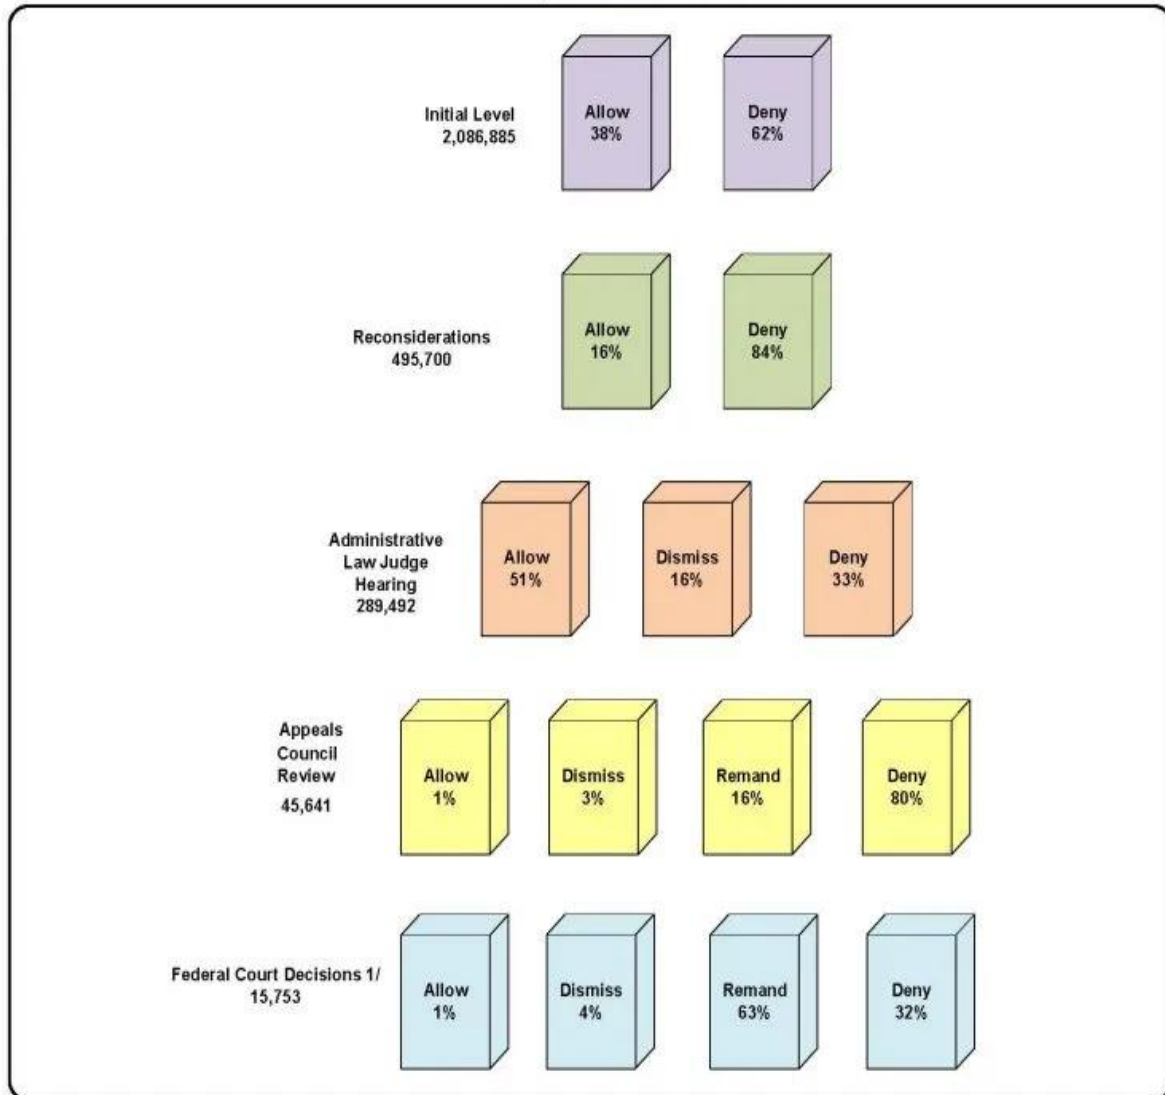 Initial Level
2,086,885
Allow
38%
Deny
62%
Reconsiderations
495,700
Allow
16%
Deny
84%
Administrative
Law Judge
Hearing
289,492
Allow
51%
Dismiss
16%
Deny
33%
Appeals
Council
Review
45,641
Allow
1%
Dismiss
3%
Remand
16%
Deny
80%
Federal Court Decisions 1/
15,753
Allow
1%
Dismiss
4%
Remand
63%
Deny
32%